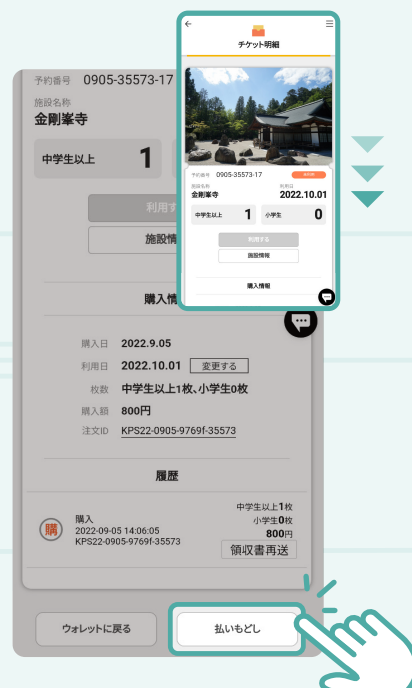 チケット明細
予約番号 0905-35573-17
施設名称 利用日
金剛峯寺 2022.10.01
中学生以上 1 小学生 0
利用する
施設情報
購入情報
予約番号 0905-35573-17
施設名称
金剛峯寺
中学生以上 1
利用す
施設情
購入情
購入日 2022.9.05
利用日 2022.10.01 変更する
枚数 中学生以上1枚、小学生0枚
購入額 800円
注文ID KPS22-0905-9769f-35573
履歴
購
購入
2022-09-05 14:06:05
KPS22-0905-9769f-35573
中学生以上1枚
小学生0枚
800円
領収書再送
ウォレットに戻る 払いもどし